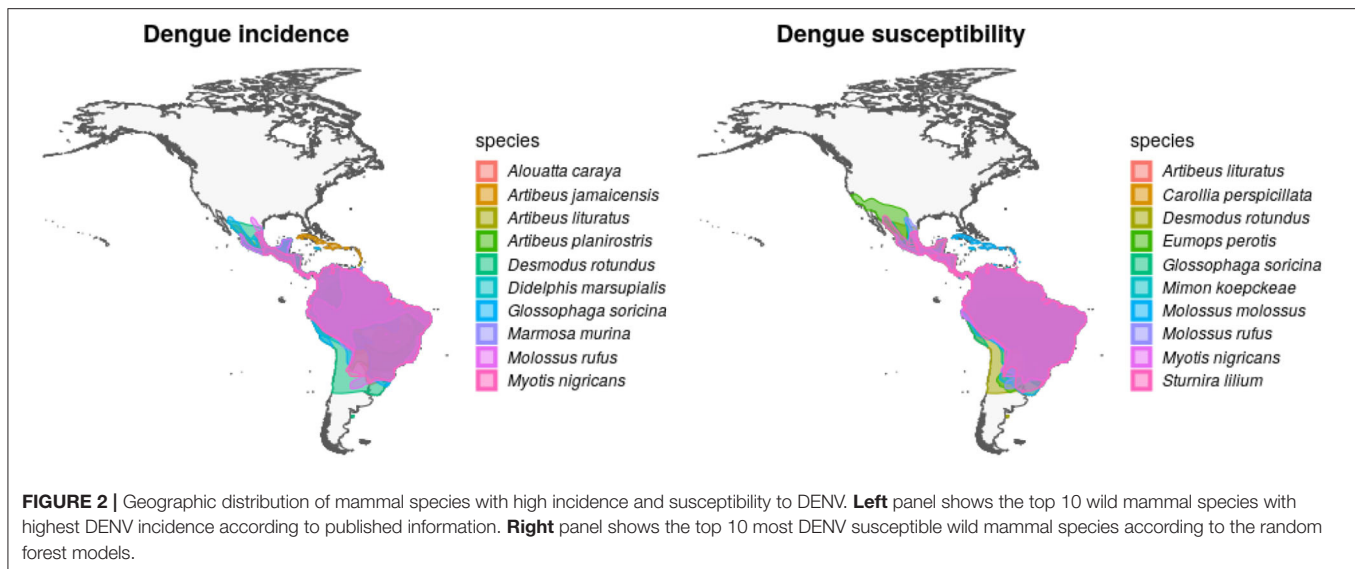 Dengue incidence
species
Alouatta caraya
Artibeus jamaicensis
Artibeus lituratus
Artibeus planirostris
Desmodus rotundus
Didelphis marsupialis
Glossophaga soricina
Marmosa murina
Molossus rufus
Myotis nigricans
Dengue susceptibility
species
Artibeus lituratus
Carollia perspicillata
Desmodus rotundus
Eumops perotis
Glossophaga soricina
Mimon koepckeae
Molossus molossus
Molossus rufus
Myotis nigricans
Sturnira lilium
FIGURE 2 | Geographic distribution of mammal species with high incidence and susceptibility to DENV. Left panel shows the top 10 wild mammal species with
highest DENV incidence according to published information. Right panel shows the top 10 most DENV susceptible wild mammal species according to the random
forest models.